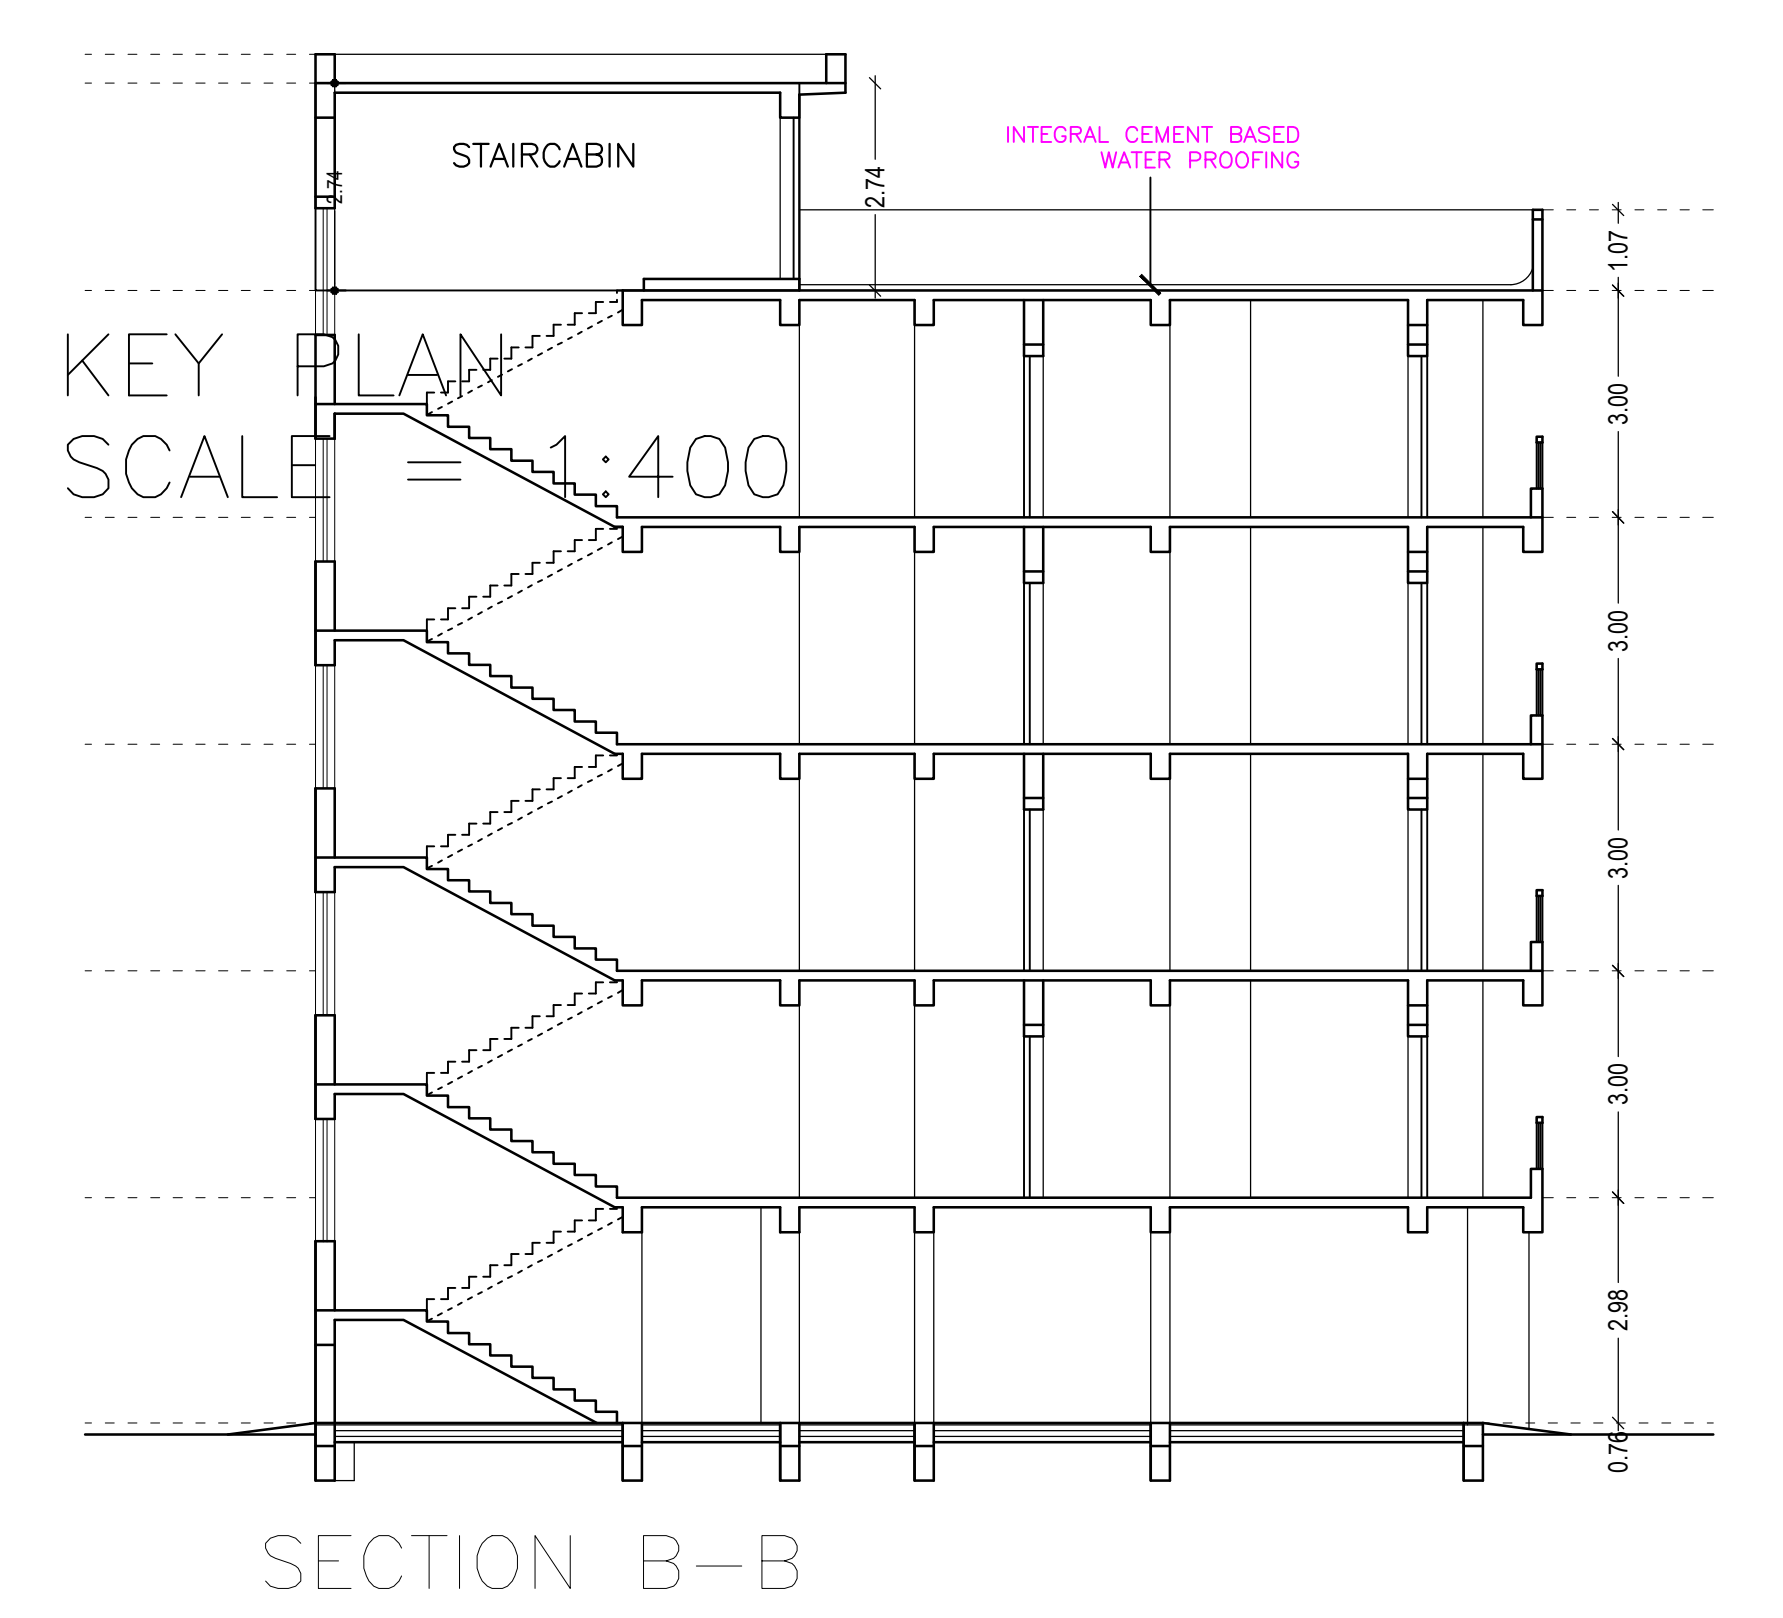 STAIRCABIN
INTEGRAL CEMENT BASED
WATER PROOFING
2.74
2.74
1.07
KEY PLAN
SCALE = 1:400
3.00
3.00
3.00
3.00
2.98
0.76
SECTION B-B